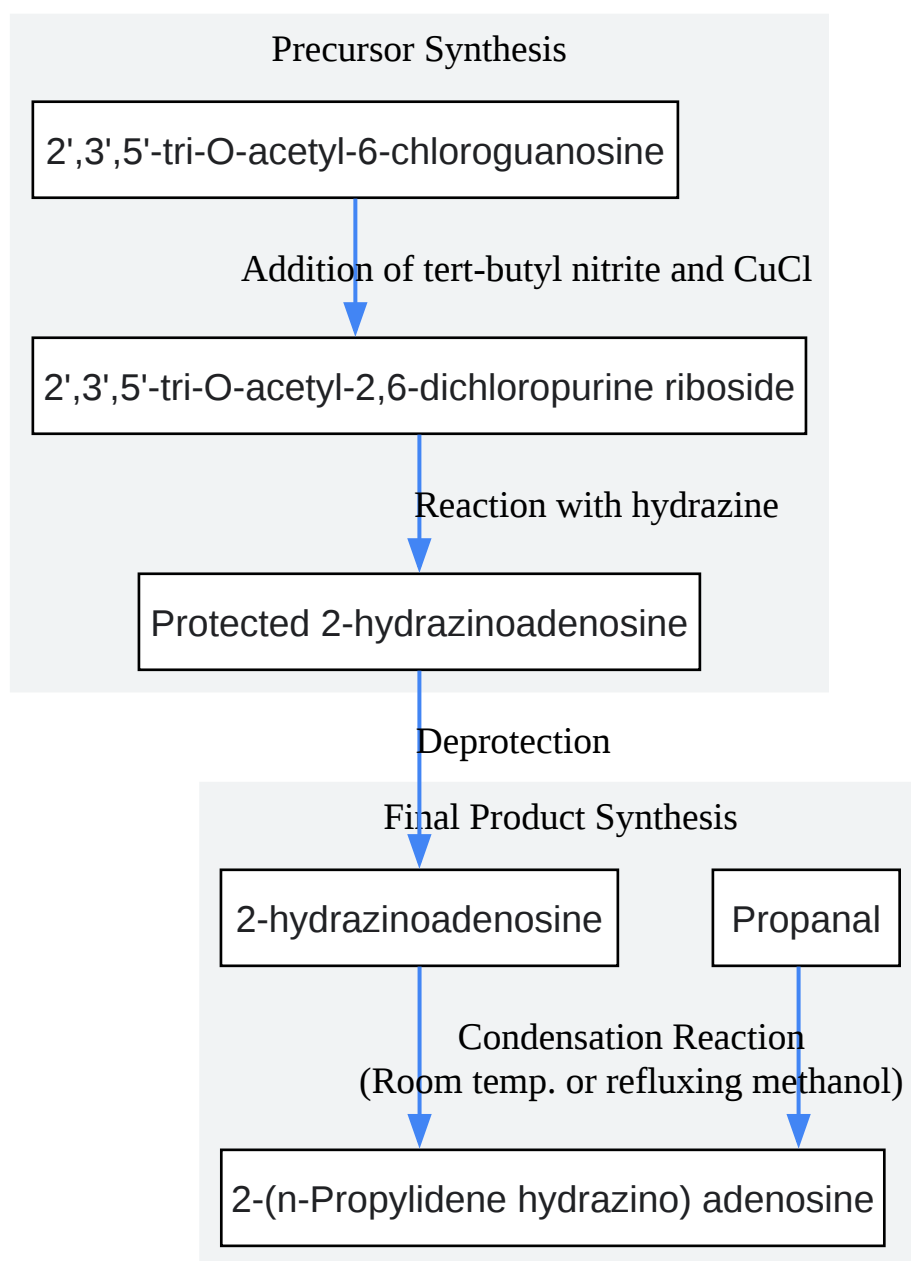 Precursor Synthesis
2',3',5'-tri-O-acetyl-6-chloroguanosine
Addition of tert-butyl nitrite and CuCl
2',3',5'-tri-O-acetyl-2,6-dichloropurine riboside
Reaction with hydrazine
Protected 2-hydrazinoadenosine
Deprotection
Final Product Synthesis
2-hydrazinoadenosine
Propanal
Condensation Reaction
(Room temp. or refluxing methanol)
2-(n-Propylidene hydrazino) adenosine